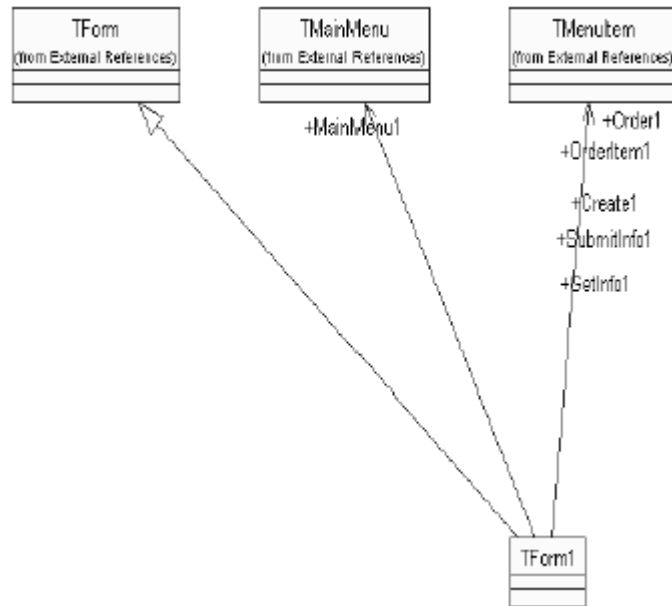 TForm
(from External References)
TMainMenu
(from External References)
TMenuItem
(from External References)
+MainMenu1
+Order1
+OrderItem1
+Create1
+SubmitInfo1
+GetInfo1
TForm1